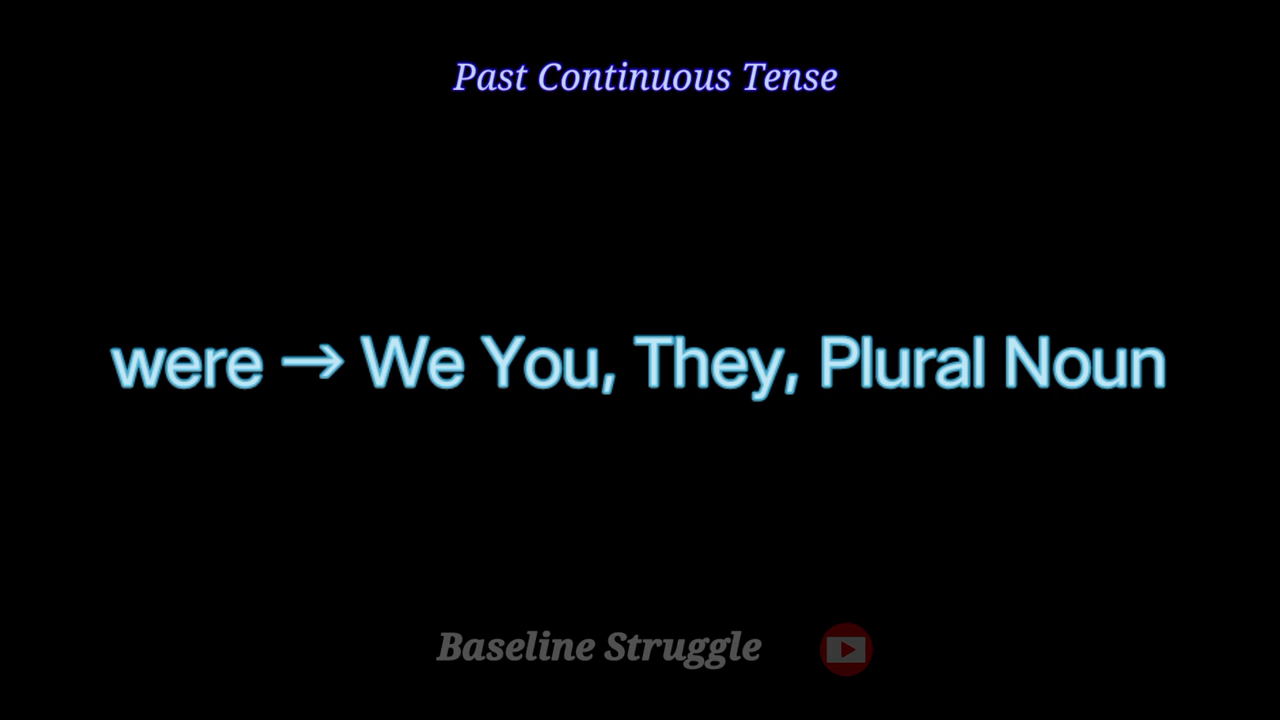 Past Continuous Tense
were → We You, They, Plural Noun
Baseline Struggle